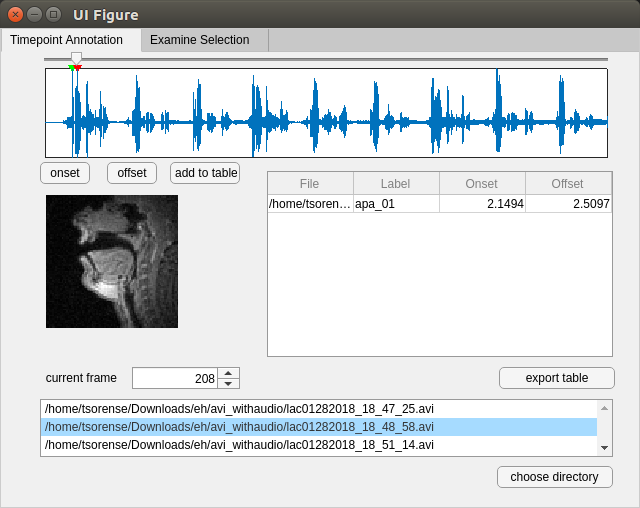 UI Figure
Timepoint Annotation Examine Selection
onset offset add to table
File Label Onset Offset
/home/tsoren... apa_01 2.1494 2.5097
current frame 208 export table
/home/tsorense/Downloads/eh/avi_withaudio/lac01282018_18_47_25.avi
/home/tsorense/Downloads/eh/avi_withaudio/lac01282018_18_48_58.avi
/home/tsorense/Downloads/eh/avi_withaudio/lac01282018_18_51_14.avi
choose directory